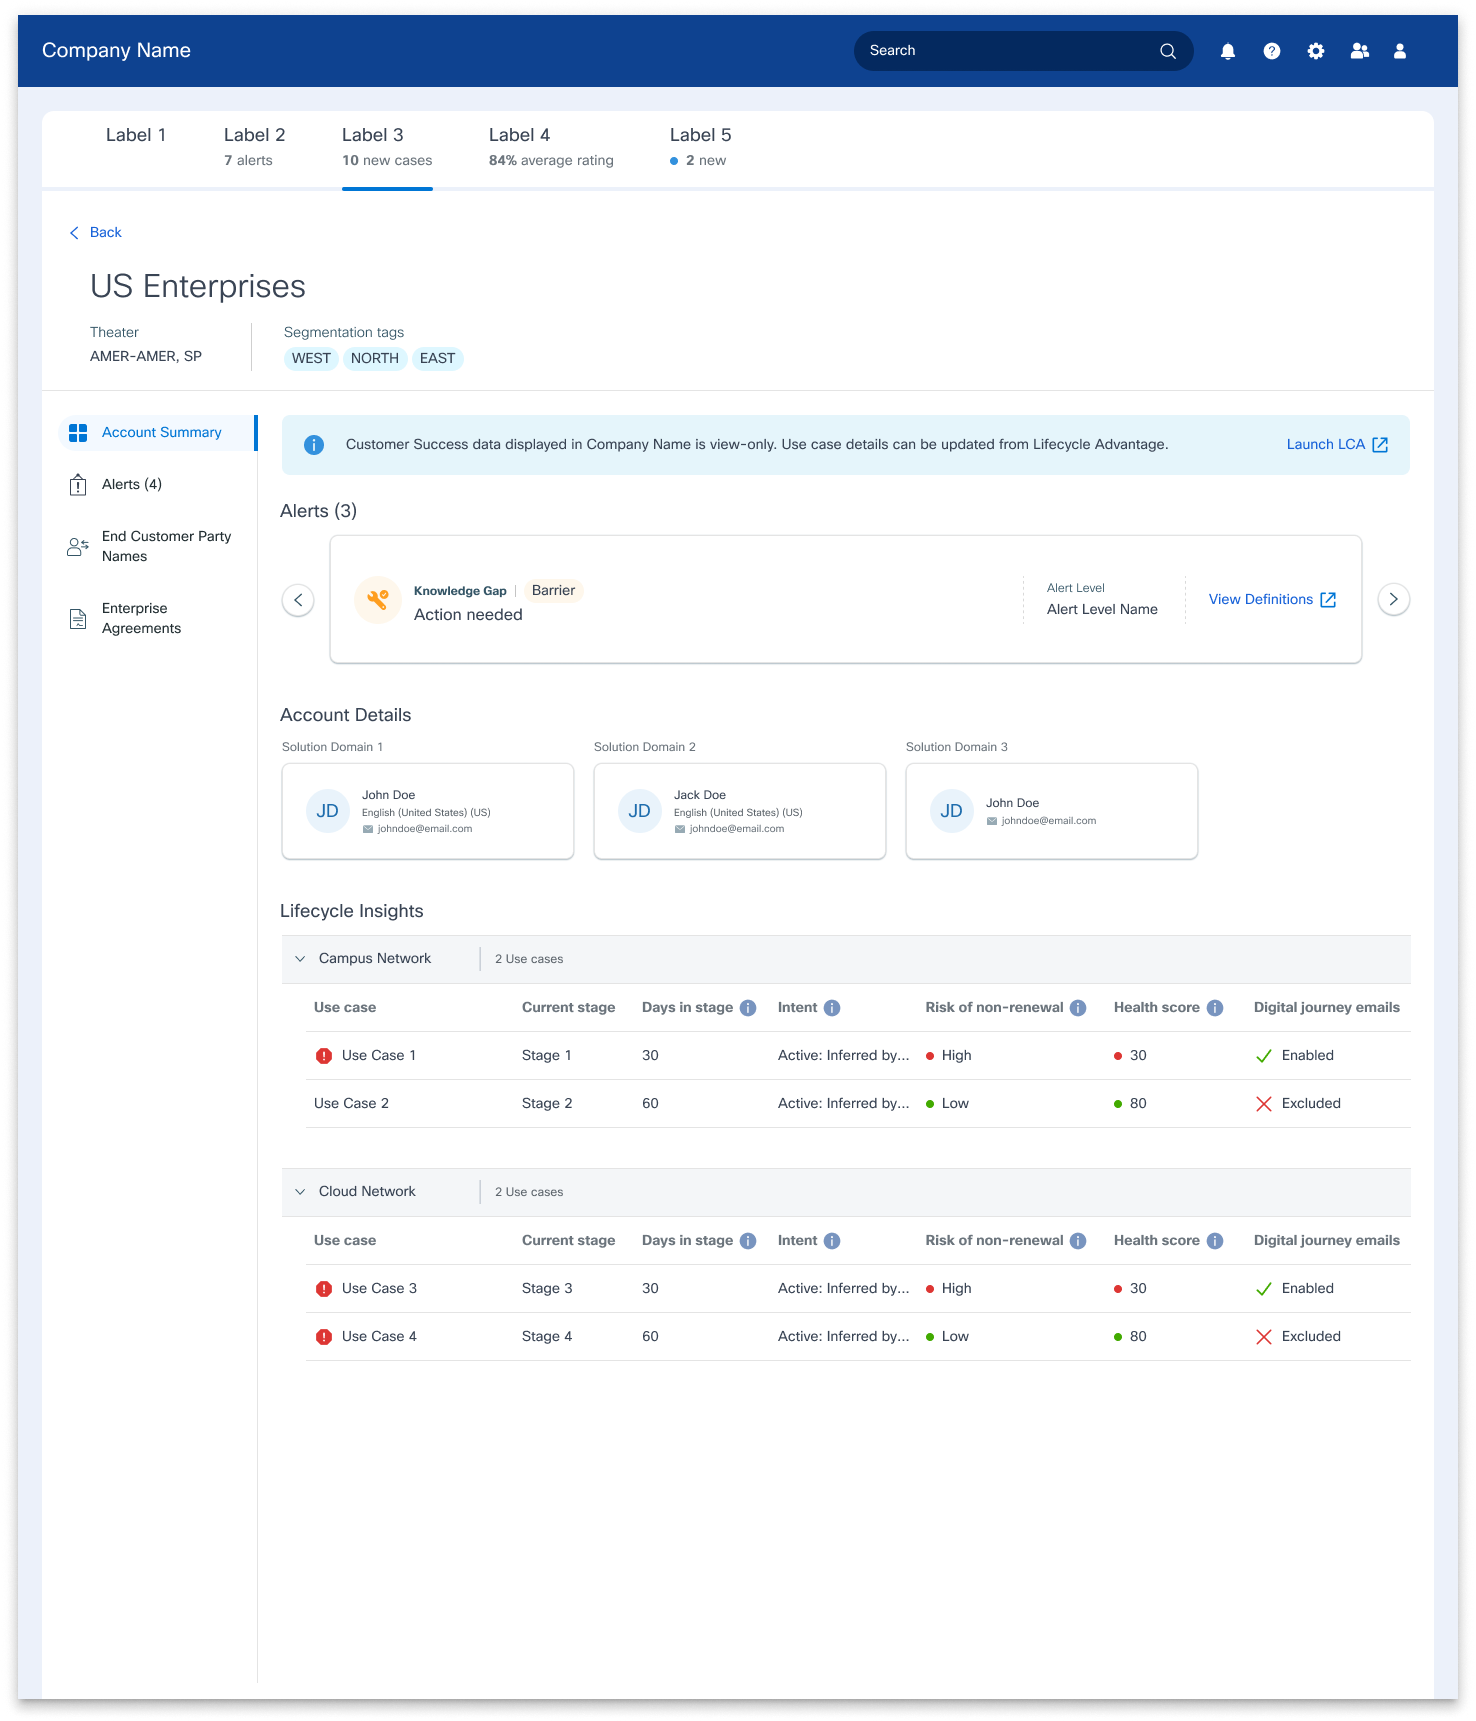 Company Name
Search
Label 1
Label 2
7 alerts
Label 3
10 new cases
Label 4
84% average rating
Label 5
2 new
Back
US Enterprises
Theater
AMER-AMER, SP
Segmentation tags
WEST NORTH EAST
Account Summary
Alerts (4)
End Customer Party
Names
Enterprise
Agreements
Customer Success data displayed in Company Name is view-only. Use case details can be updated from Lifecycle Advantage.
Launch LCA
Alerts (3)
Knowledge Gap Barrier
Action needed
Alert Level
Alert Level Name
View Definitions
Account Details
Solution Domain 1
JD
John Doe
English (United States) (US)
johndoe@email.com
Solution Domain 2
JD
Jack Doe
English (United States) (US)
johndoe@email.com
Solution Domain 3
JD
John Doe
johndoe@email.com
Lifecycle Insights
Campus Network 2 Use cases
Use case Current stage Days in stage Intent Risk of non-renewal Health score Digital journey emails
Use Case 1 Stage 1 30 Active: Inferred by... High 30 Enabled
Use Case 2 Stage 2 60 Active: Inferred by... Low 80 Excluded
Cloud Network 2 Use cases
Use case Current stage Days in stage Intent Risk of non-renewal Health score Digital journey emails
Use Case 3 Stage 3 30 Active: Inferred by... High 30 Enabled
Use Case 4 Stage 4 60 Active: Inferred by... Low 80 Excluded